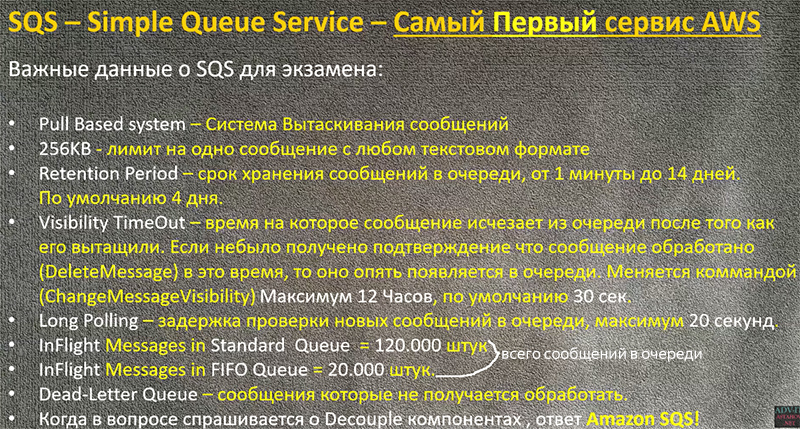 SQS – Simple Queue Service – Самый Первый сервис AWS
Важные данные о SQS для экзамена:
• Pull Based system – Система Вытаскивания сообщений
• 256KB - лимит на одно сообщение с любом текстовом формате
• Retention Period – срок хранения сообщений в очереди, от 1 минуты до 14 дней.
По умолчанию 4 дня.
• Visibility TimeOut – время на которое сообщение исчезает из очереди после того как
его вытащили. Если небыло получено подтверждение что сообщение обработано
(DeleteMessage) в это время, то оно опять появляется в очереди. Меняется коммандой
(ChangeMessageVisibility) Максимум 12 Часов, по умолчанию 30 сек.
• Long Polling – задержка проверки новых сообщений в очереди, максимум 20 секунд.
• InFlight Messages in Standard Queue = 120.000 штук
всего сообщений в очереди
• InFlight Messages in FIFO Queue = 20.000 штук.
• Dead-Letter Queue – сообщения которые не получается обработать.
• Когда в вопросе спрашивается о Decouple компонентах , ответ Amazon SQS!